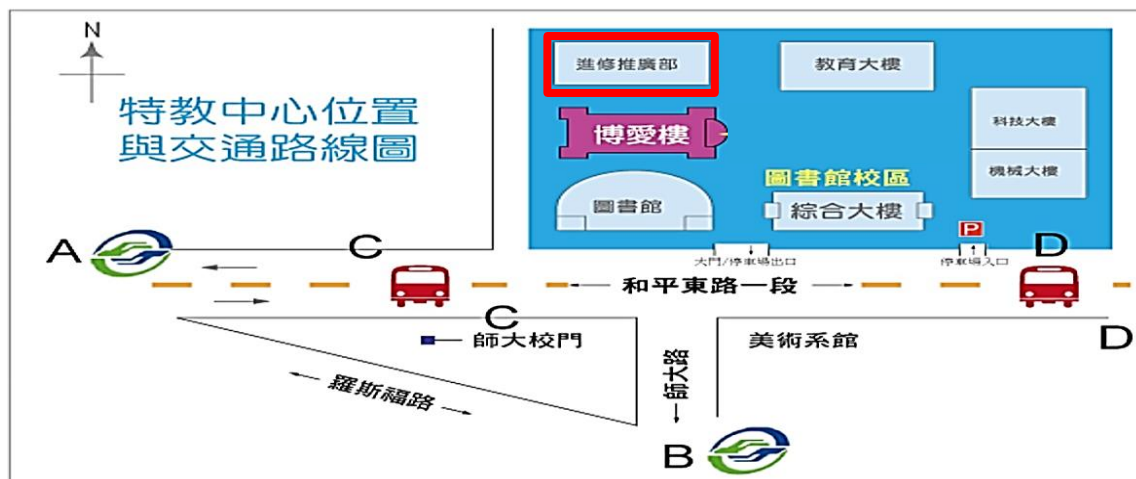 N
特教中心位置
與交通路線圖
進修推廣部
教育大樓
博愛樓
科技大樓
機械大樓
圖書館校區
圖書館
綜合大樓
P
A
C
大門/停車場出口
停車場入口
D
和平東路一段
C
師大校門
美術系館
D
羅斯福路
師大路
B